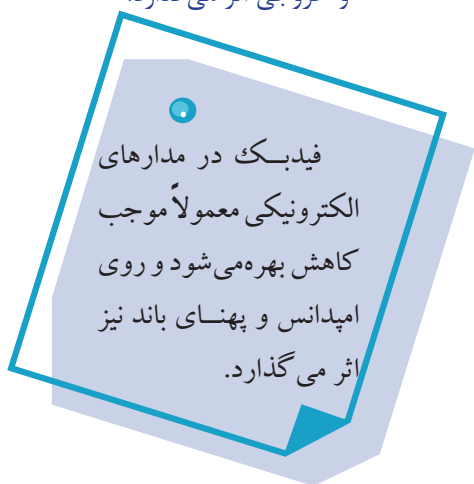 فیدبک در مدارهای
الکترونیکی معمولاً موجب
کاهش بهره‌می‌شود و روی
امپدانس و پهنای باند نیز
اثر می‌گذارد.